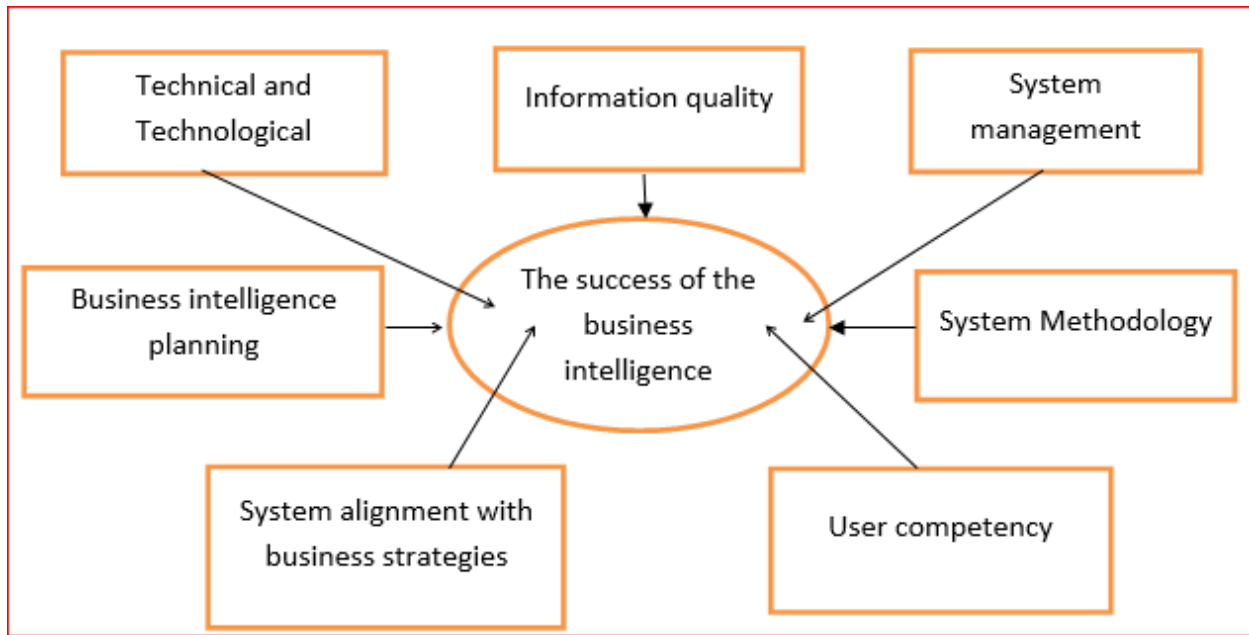 Technical and
Technological
Information quality
System
management
Business intelligence
planning
The success of the
business
intelligence
System Methodology
System alignment with
business strategies
User competency